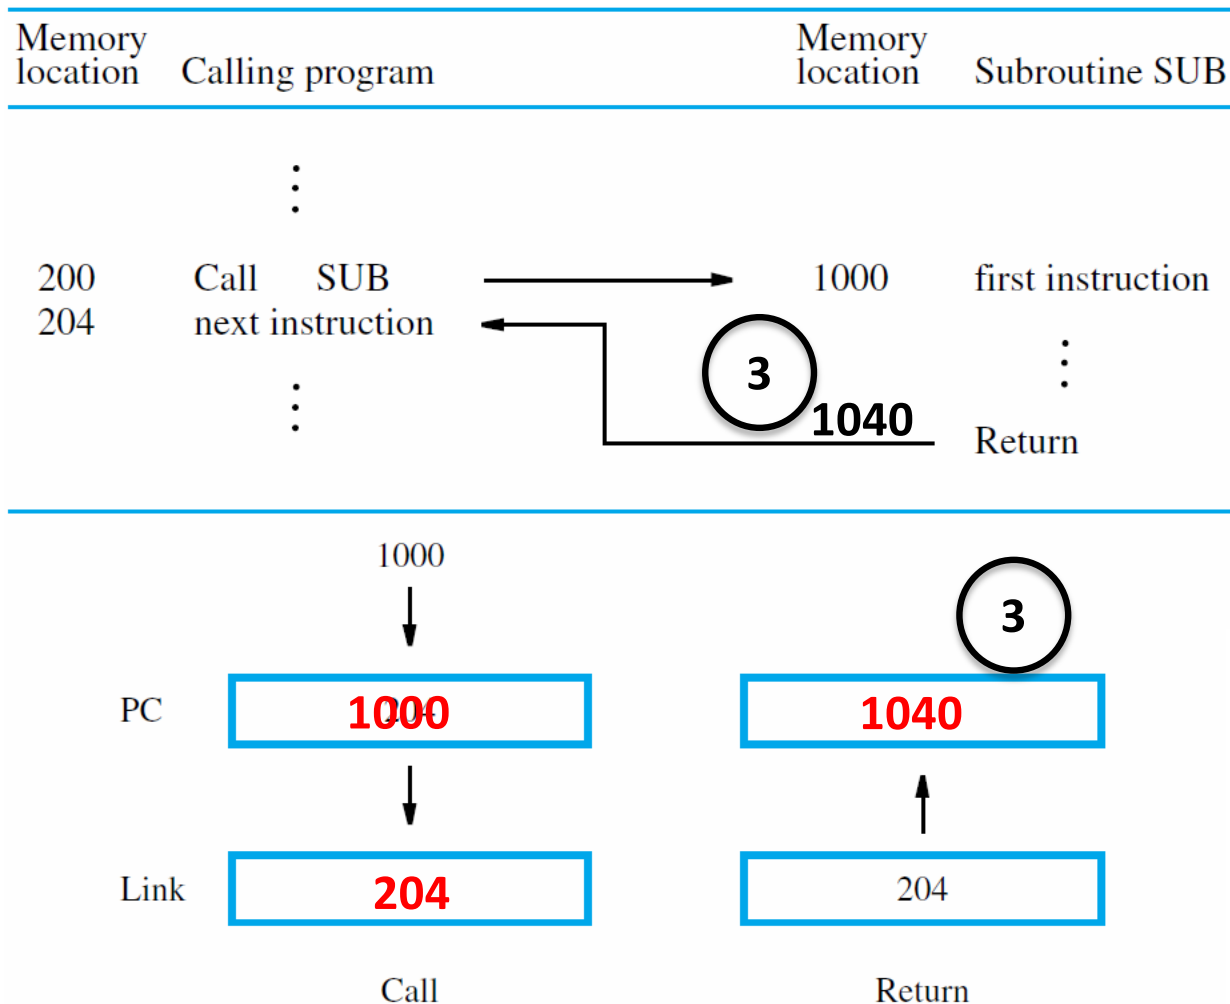 Memory location Calling program Memory location Subroutine SUB
200 Call SUB 1000 first instruction
204 next instruction
3
1040 Return
1000
3
PC 1000 1040
Link 204 204
Call Return